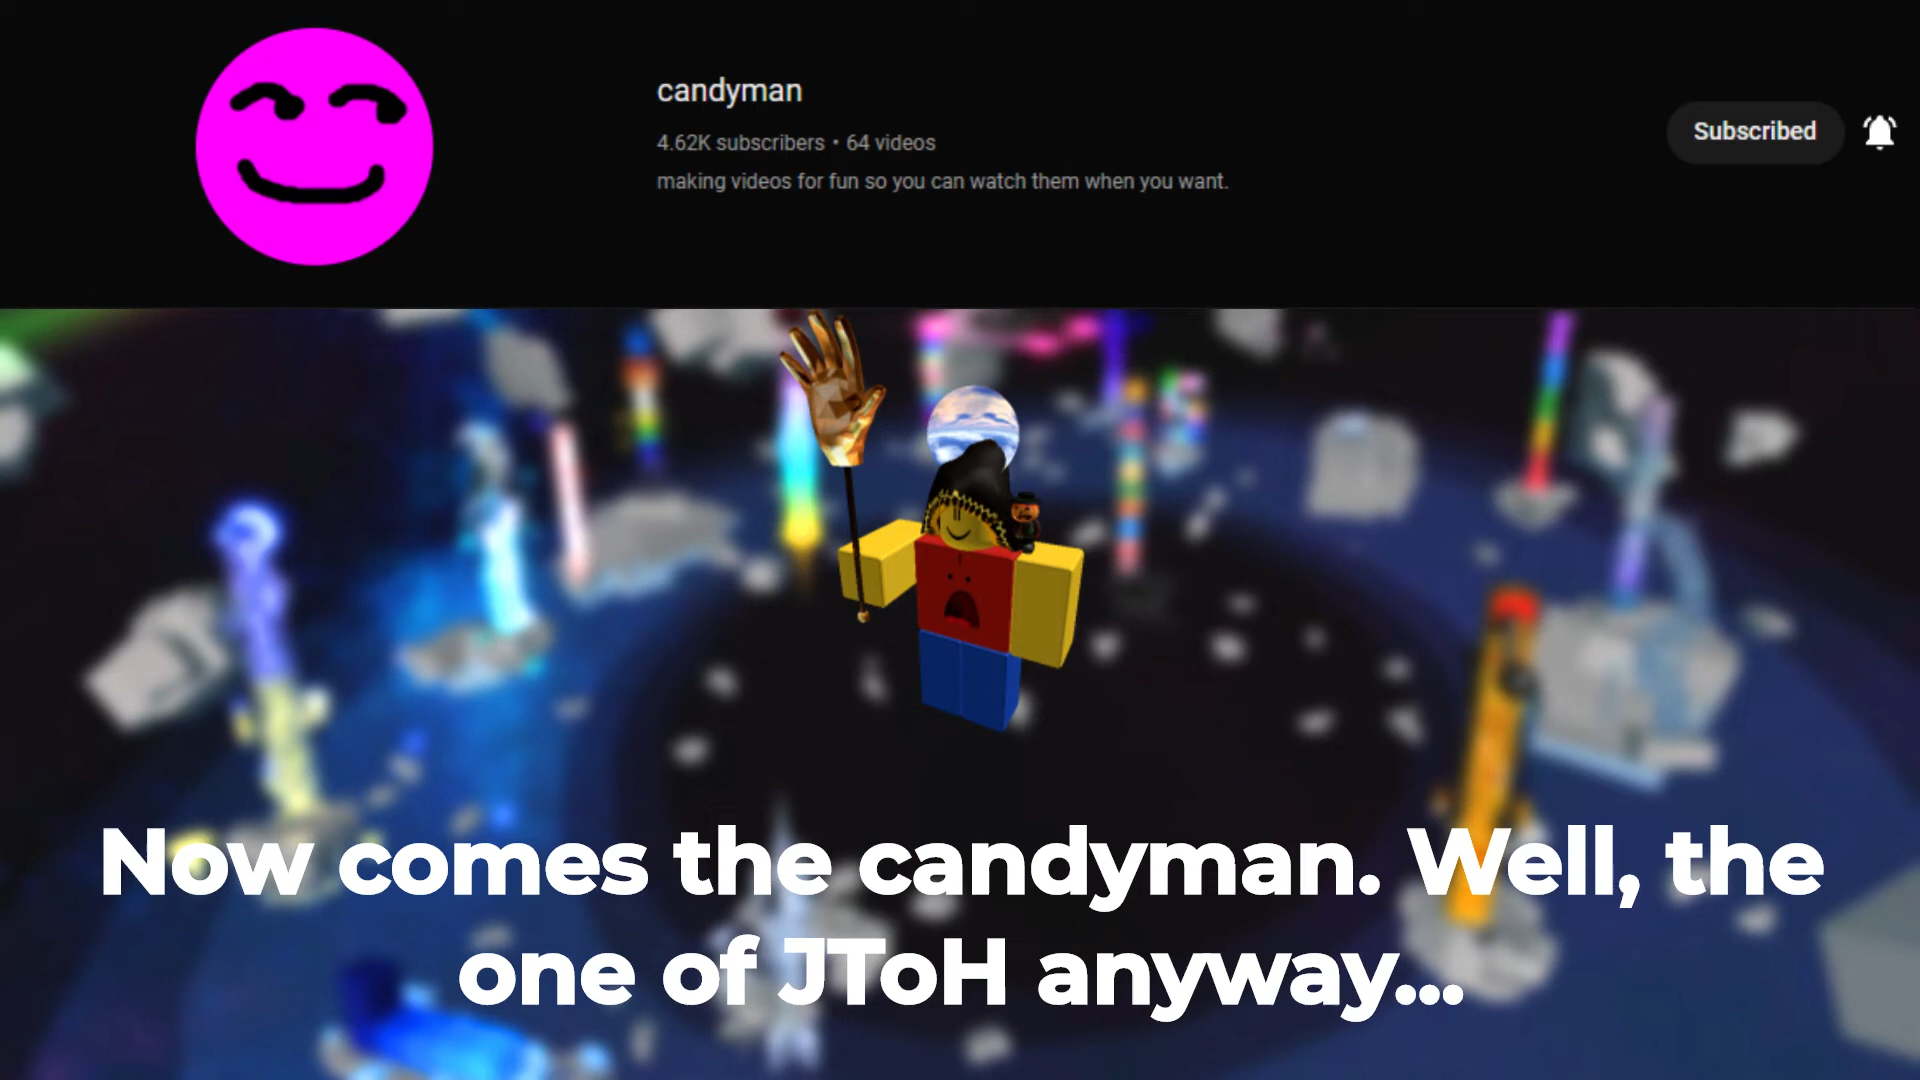 candyman
4.62K subscribers • 64 videos
making videos for fun so you can watch them when you want.
Subscribed
Now comes the candyman. Well, the
one of JToH anyway...